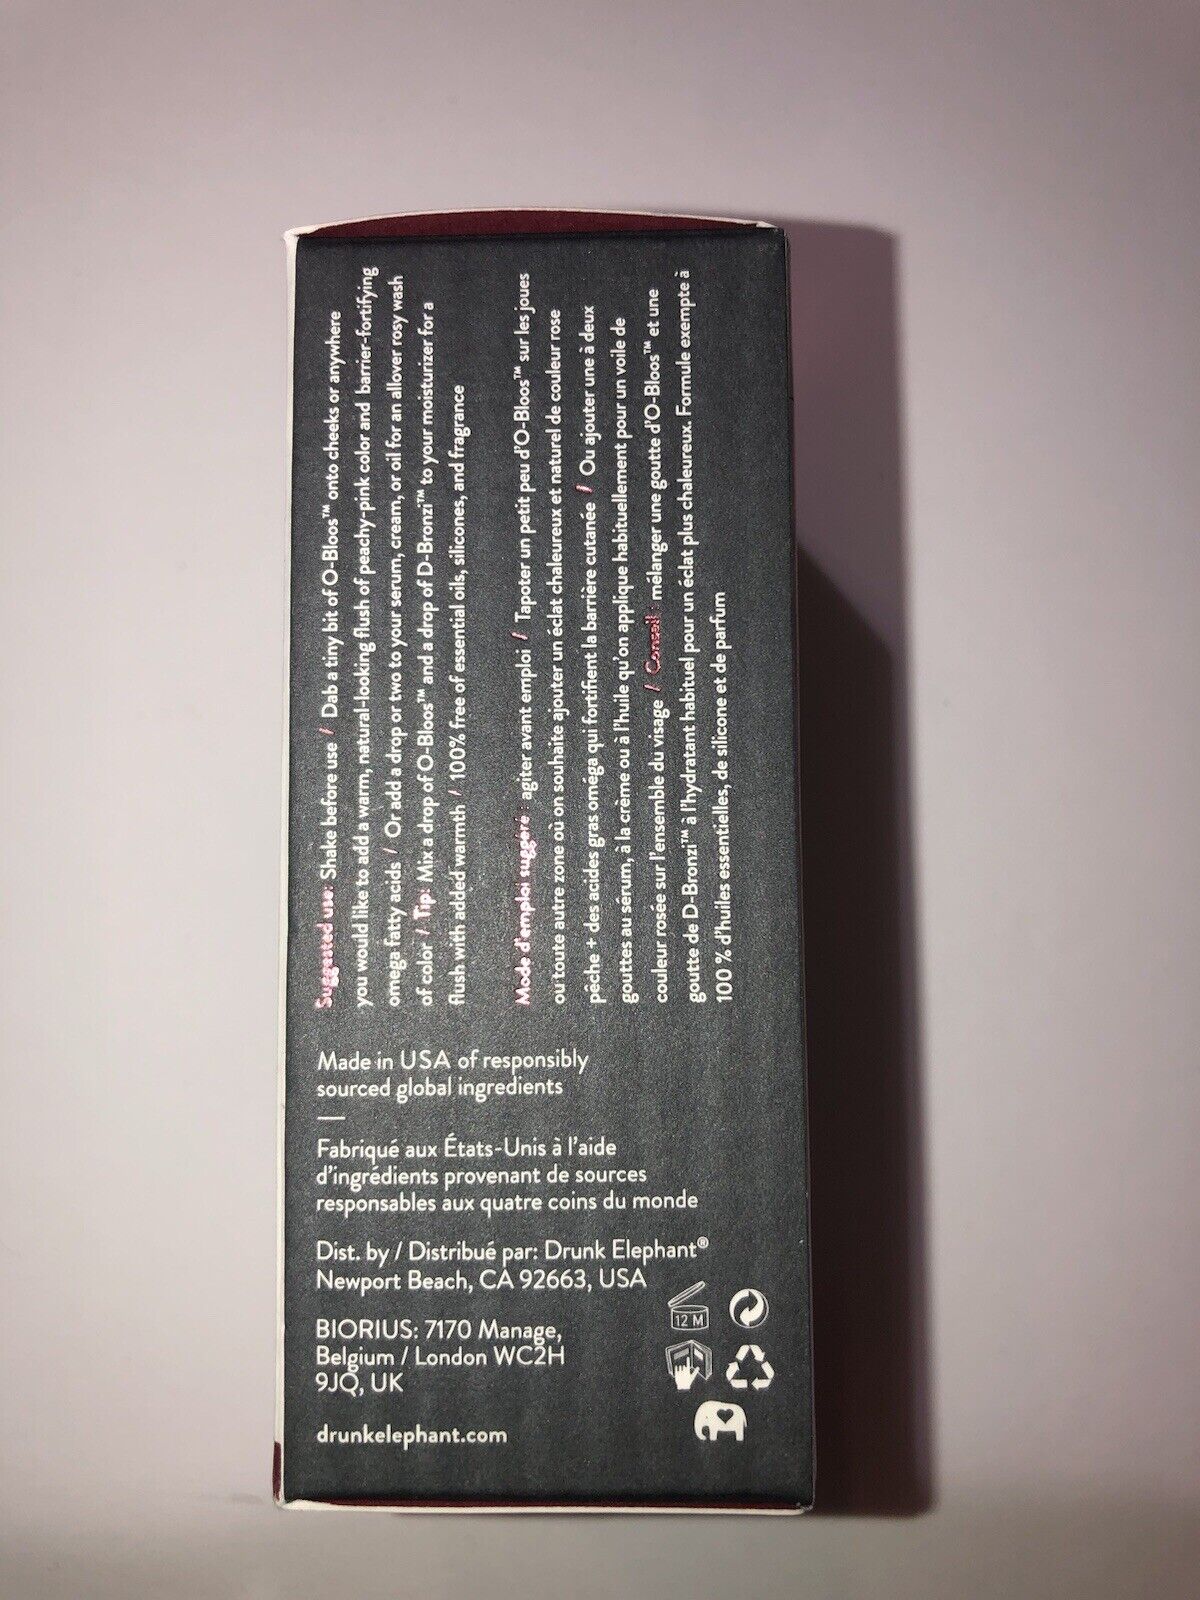 Suggested use: Shake before use / Dab a tiny bit of O-Bloos™ onto cheeks or anywhere
you would like to add a warm, natural-looking flush of peachy-pink color and barrier-fortifying
omega fatty acids / Or add a drop or two to your serum, cream, or oil for an allover rosy wash
of color / Tip: Mix a drop of O-Bloos™ and a drop of D-Bronzi™ to your moisturizer for a
flush with added warmth / 100% free of essential oils, silicones, and fragrance
Mode d'emploi suggéré : agiter avant emploi / Tapoter un petit peu d'O-Bloos™ sur les joues
ou toute autre zone où on souhaite ajouter un éclat chaleureux et naturel de couleur rose
pêche + des acides gras oméga qui fortifient la barrière cutanée / Ou ajouter une à deux
gouttes au sérum, à la crème ou à l'huile qu'on applique habituellement pour un voile de
couleur rosée sur l'ensemble du visage / Conseil : mélanger une goutte d'O-Bloos™ et une
goutte de D-Bronzi™ à l'hydratant habituel pour un éclat plus chaleureux. Formule exempte à
100 % d'huiles essentielles, de silicone et de parfum
Made in USA of responsibly
sourced global ingredients
Fabriqué aux États-Unis à l'aide
d'ingrédients provenant de sources
responsables aux quatre coins du monde
Dist. by / Distribué par: Drunk Elephant®
Newport Beach, CA 92663, USA
BIORIUS: 7170 Manage,
Belgium / London WC2H
9JQ, UK
12 M
drunkelephant.com